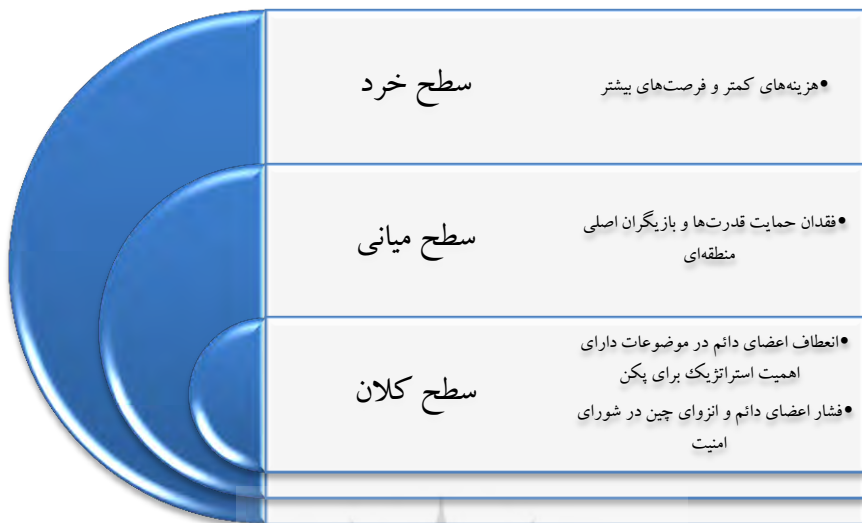 سطح خرد
•هزینه‌های کمتر و فرصت‌های بیشتر
سطح میانی
•فقدان حمایت قدرت‌ها و بازیگران اصلی
منطقه‌ای
سطح کلان
•انعطاف اعضای دائم در موضوعات دارای
اهمیت استراتژیک برای پکن
•فشار اعضای دائم و انزوای چین در شورای
امنیت